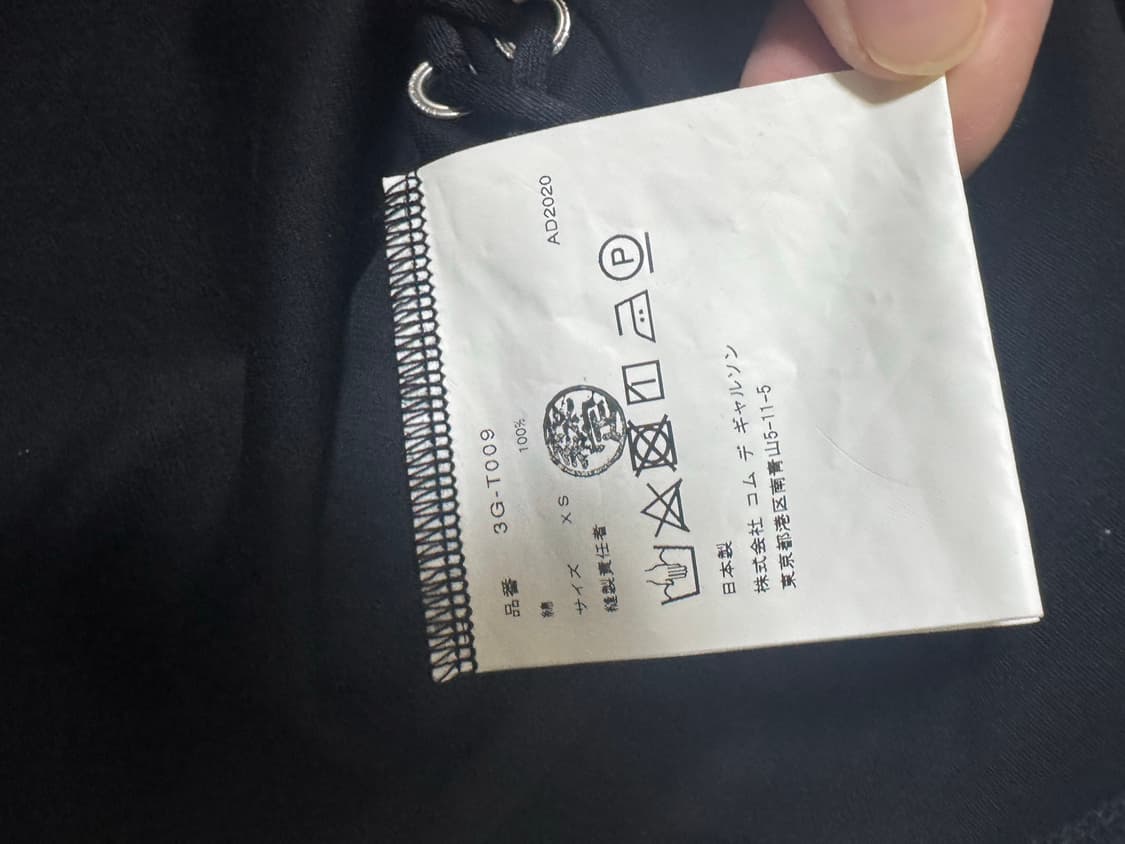 品番 3G-T009
綿 100%
サイズ XS AD2020
縫製責任者
P
日本製
株式会社 コム デ ギャルソン
東京都港区南青山5-11-5